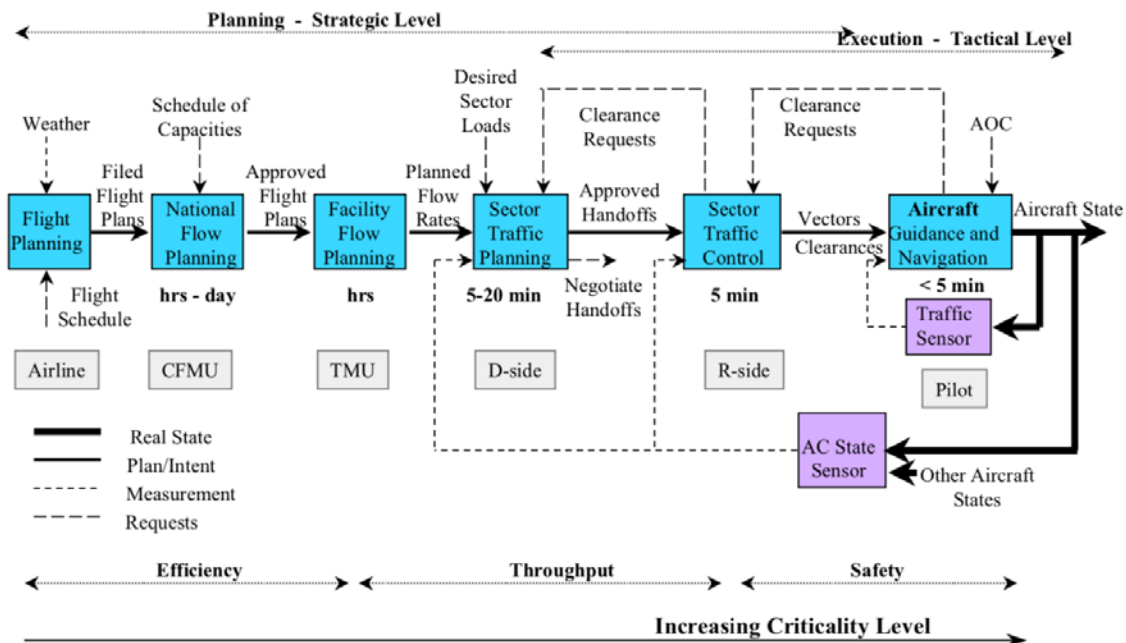 Planning - Strategic Level
Execution - Tactical Level
Weather
Schedule of
Capacities
Desired
Sector
Loads
Clearance
Requests
Clearance
Requests
AOC
Filed
Flight
Plans
Approved
Flight
Plans
Planned
Flow
Rates
Approved
Handoffs
Vectors
Clearances
Aircraft State
Flight
Planning
National
Flow
Planning
Facility
Flow
Planning
Sector
Traffic
Planning
Sector
Traffic
Control
Aircraft
Guidance and
Navigation
Flight
Schedule
hrs - day
hrs
5-20 min
Negotiate
Handoffs
5 min
< 5 min
Traffic
Sensor
Airline
CFMU
TMU
D-side
R-side
Pilot
Real State
Plan/Intent
Measurement
Requests
AC State
Sensor
Other Aircraft
States
Efficiency
Throughput
Safety
Increasing Criticality Level